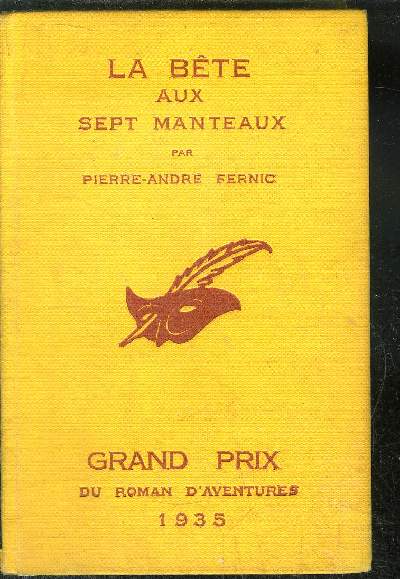 LA BÊTE
AUX
SEPT MANTEAUX
PAR
PIERRE-ANDRÉ FERNIC
GRAND PRIX
DU ROMAN D'AVENTURES
1935